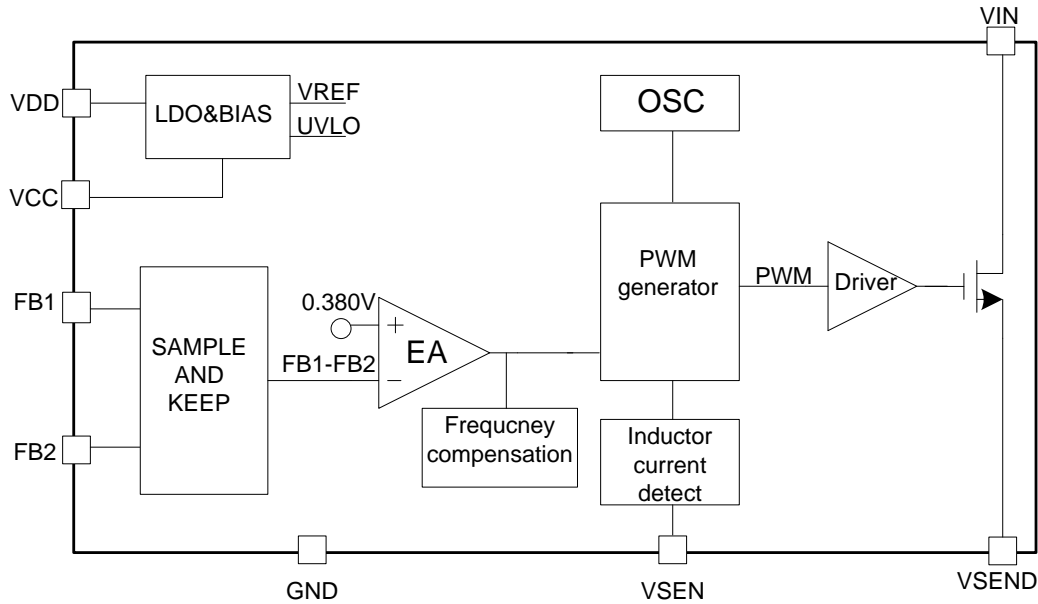 VIN
VDD
LDO&BIAS
VREF
UVLO
OSC
VCC
FB1
SAMPLE
AND
KEEP
FB2
0.380V
FB1-FB2
+
EA
−
Frequcney
compensation
PWM
generator
PWM
Driver
Inductor
current
detect
GND
VSEN
VSEND